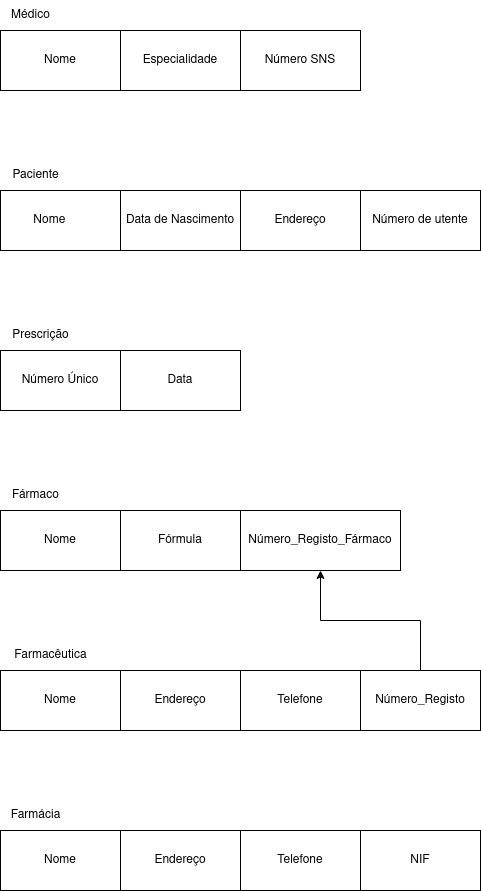 Médico
Nome Especialidade Número SNS
Paciente
Nome Data de Nascimento Endereço Número de utente
Prescrição
Número Único Data
Fármaco
Nome Fórmula Número_Registo_Fármaco
Farmacêutica
Nome Endereço Telefone Número_Registo
Farmácia
Nome Endereço Telefone NIF